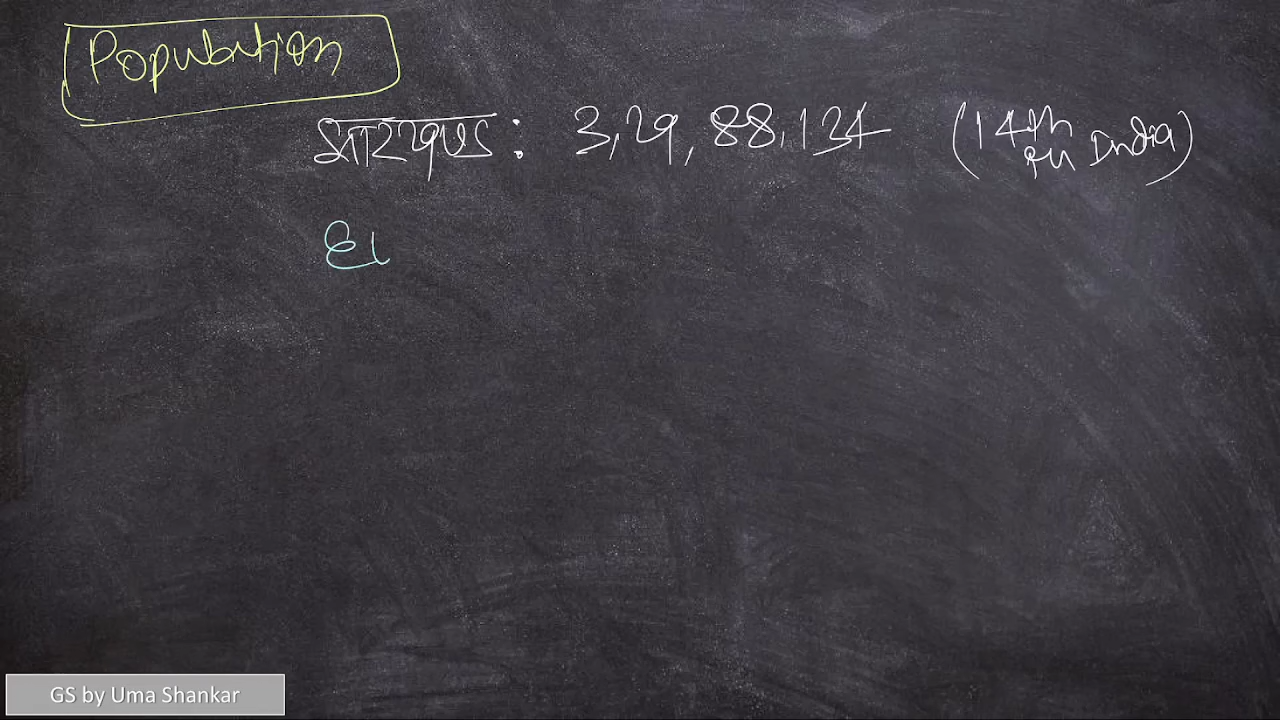 Population
झारखण्ड : 3,29,88,134 (14th in India)
GS by Uma Shankar